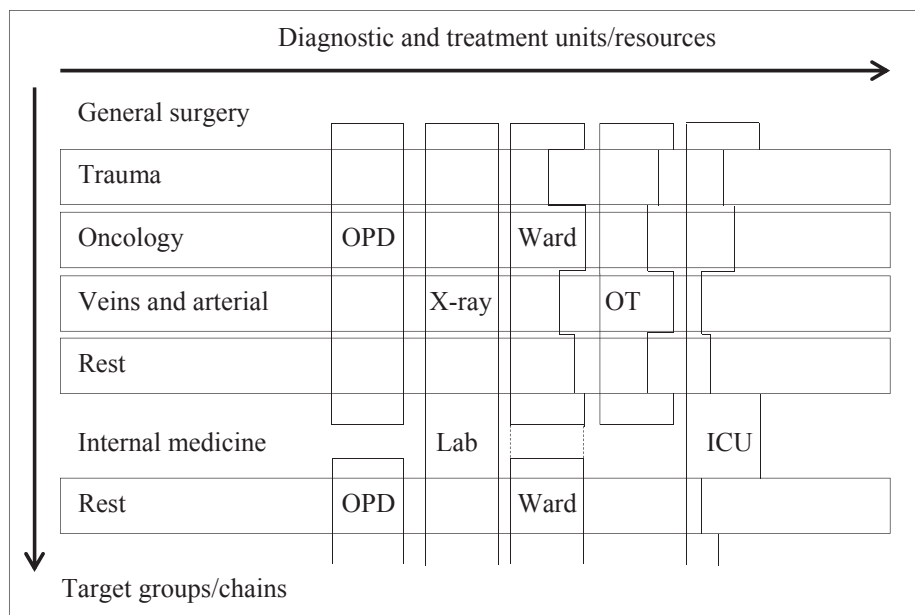 Diagnostic and treatment units/resources
General surgery
Trauma
Oncology OPD Ward
Veins and arterial X-ray OT
Rest
Internal medicine Lab ICU
Rest OPD Ward
Target groups/chains